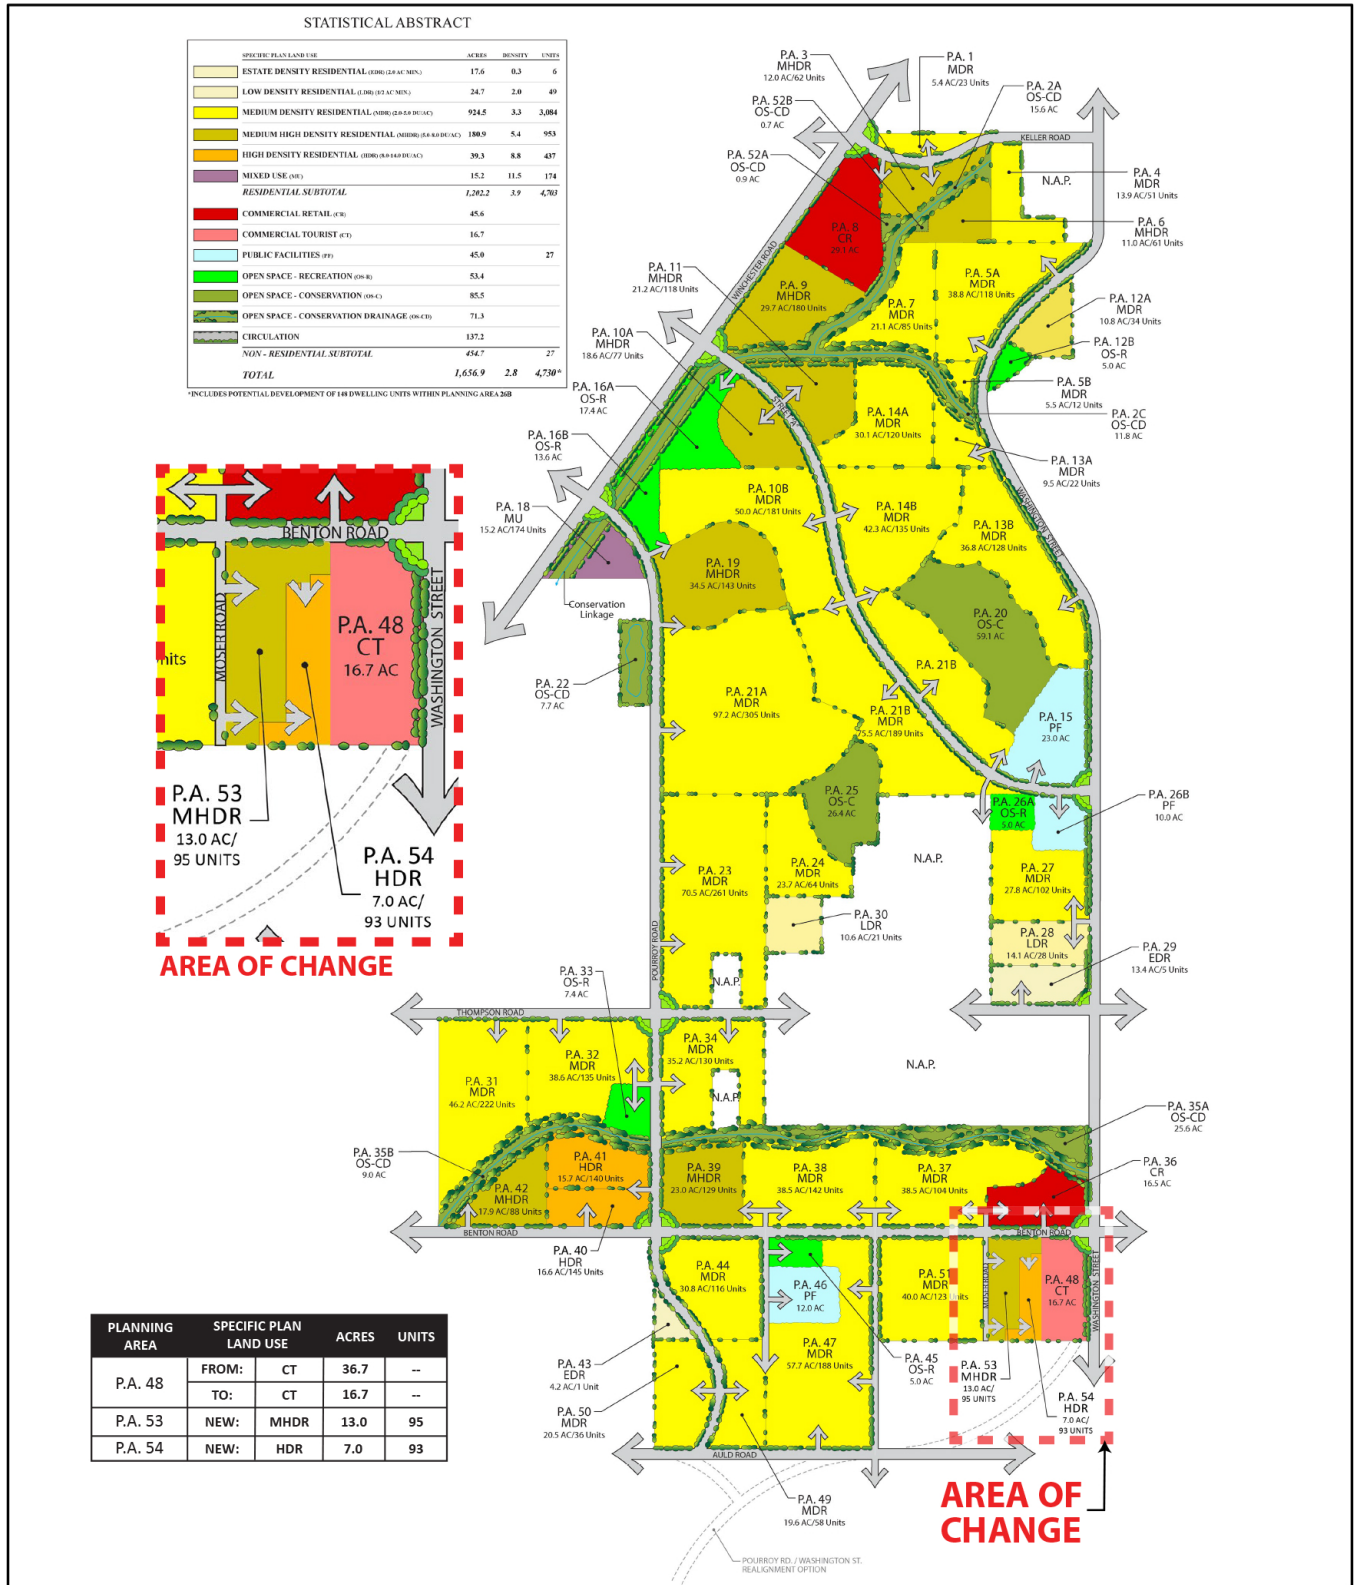 STATISTICAL ABSTRACT
SPECIFIC PLAN LAND USE ACRES DENSITY UNITS
ESTATE DENSITY RESIDENTIAL (EDR) (2.0 AC MIN.) 17.6 0.3 6
LOW DENSITY RESIDENTIAL (LDR) (1/2 AC MIN.) 24.7 2.0 49
MEDIUM DENSITY RESIDENTIAL (MDR) (2.0-5.0 DU/AC) 924.5 3.3 3,084
MEDIUM HIGH DENSITY RESIDENTIAL (MHDR) (5.0-8.0 DU/AC) 180.9 5.4 953
HIGH DENSITY RESIDENTIAL (HDR) (8.0-14.0 DU/AC) 39.3 8.8 437
MIXED USE (MU) 15.2 11.5 174
RESIDENTIAL SUBTOTAL 1,202.2 3.9 4,703
COMMERCIAL RETAIL (CR) 45.6
COMMERCIAL TOURIST (CT) 16.7
PUBLIC FACILITIES (PF) 45.0 27
OPEN SPACE - RECREATION (OS-R) 53.4
OPEN SPACE - CONSERVATION (OS-C) 85.5
OPEN SPACE - CONSERVATION DRAINAGE (OS-CD) 71.3
CIRCULATION 137.2
NON - RESIDENTIAL SUBTOTAL 454.7 27
TOTAL 1,656.9 2.8 4,730*
*INCLUDES POTENTIAL DEVELOPMENT OF 148 DWELLING UNITS WITHIN PLANNING AREA 26B
P.A. 3
MHDR
12.0 AC/62 Units
P.A. 1
MDR
5.4 AC/23 Units
P.A. 52B
OS-CD
0.7 AC
P.A. 2A
OS-CD
15.6 AC
KELLER ROAD
P.A. 52A
OS-CD
0.9 AC
N.A.P.
P.A. 4
MDR
13.9 AC/51 Units
P.A. 8
CR
29.1 AC
P.A. 6
MHDR
11.0 AC/61 Units
WINCHESTER ROAD
P.A. 11
MHDR
21.2 AC/118 Units
P.A. 9
MHDR
29.7 AC/180 Units
P.A. 5A
MDR
38.8 AC/118 Units
P.A. 7
MDR
21.1 AC/85 Units
P.A. 12A
MDR
10.8 AC/34 Units
P.A. 10A
MHDR
18.6 AC/77 Units
P.A. 12B
OS-R
5.0 AC
P.A. 16A
OS-R
17.4 AC
STREET 'A'
P.A. 5B
MDR
5.5 AC/12 Units
P.A. 14A
MDR
30.1 AC/120 Units
P.A. 2C
OS-CD
11.8 AC
P.A. 16B
OS-R
13.6 AC
P.A. 13A
MDR
9.5 AC/22 Units
P.A. 18
MU
15.2 AC/174 Units
P.A. 10B
MDR
50.0 AC/181 Units
P.A. 14B
MDR
42.3 AC/135 Units
P.A. 13B
MDR
36.8 AC/128 Units
WASHINGTON STREET
P.A. 19
MHDR
34.5 AC/143 Units
Conservation
Linkage
P.A. 20
OS-C
59.1 AC
P.A. 22
OS-CD
7.7 AC
P.A. 21A
MDR
97.2 AC/305 Units
P.A. 21B
P.A. 21B
MDR
75.5 AC/189 Units
P.A. 15
PF
23.0 AC
P.A. 25
OS-C
26.4 AC
P.A. 26A
OS-R
5.0 AC
P.A. 26B
PF
10.0 AC
N.A.P.
P.A. 23
MDR
70.5 AC/261 Units
P.A. 24
MDR
23.7 AC/64 Units
P.A. 27
MDR
27.8 AC/102 Units
P.A. 30
LDR
10.6 AC/21 Units
P.A. 28
LDR
14.1 AC/28 Units
P.A. 29
EDR
13.4 AC/5 Units
POURROY ROAD
N.A.P.
P.A. 33
OS-R
7.4 AC
THOMPSON ROAD
P.A. 34
MDR
35.2 AC/130 Units
P.A. 32
MDR
38.6 AC/135 Units
N.A.P.
P.A. 31
MDR
46.2 AC/222 Units
N.A.P.
P.A. 35A
OS-CD
25.6 AC
P.A. 35B
OS-CD
9.0 AC
P.A. 41
HDR
15.7 AC/140 Units
P.A. 39
MHDR
23.0 AC/129 Units
P.A. 38
MDR
38.5 AC/142 Units
P.A. 37
MDR
38.5 AC/104 Units
P.A. 36
CR
16.5 AC
P.A. 42
MHDR
17.9 AC/88 Units
BENTON ROAD
BENTON ROAD
P.A. 40
HDR
16.6 AC/145 Units
P.A. 44
MDR
30.8 AC/116 Units
P.A. 46
PF
12.0 AC
P.A. 51
MDR
40.0 AC/123 Units
MOSER ROAD
P.A. 48
CT
16.7 AC
WASHINGTON STREET
P.A. 43
EDR
4.2 AC/1 Unit
P.A. 47
MDR
57.7 AC/188 Units
P.A. 45
OS-R
5.0 AC
P.A. 53
MHDR
13.0 AC/
95 UNITS
P.A. 54
HDR
7.0 AC/
93 UNITS
P.A. 50
MDR
20.5 AC/36 Units
AULD ROAD
P.A. 49
MDR
19.6 AC/58 Units
POURROY RD. / WASHINGTON ST.
REALIGNMENT OPTION
AREA OF
CHANGE
BENTON ROAD
MOSER ROAD
nits
P.A. 48
CT
16.7 AC
WASHINGTON STREET
P.A. 53
MHDR
13.0 AC/
95 UNITS
P.A. 54
HDR
7.0 AC/
93 UNITS
AREA OF CHANGE
PLANNING AREA SPECIFIC PLAN LAND USE ACRES UNITS
P.A. 48 FROM: CT 36.7 --
TO: CT 16.7 --
P.A. 53 NEW: MHDR 13.0 95
P.A. 54 NEW: HDR 7.0 93